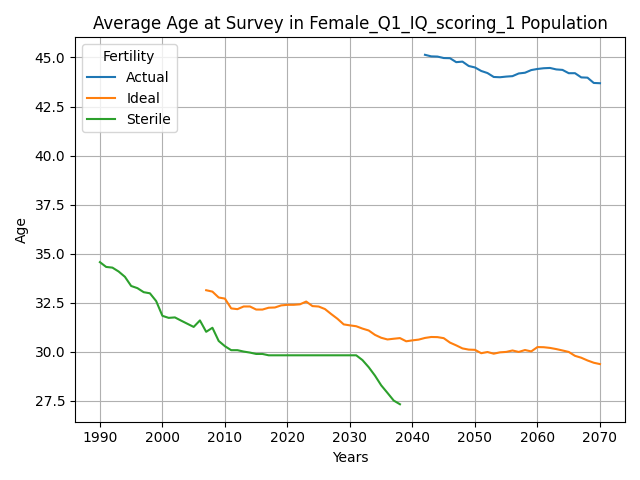 Average Age at Survey in Female_Q1_IQ_scoring_1 Population
Fertility
Actual
Ideal
Sterile
45.0
42.5
40.0
37.5
35.0
32.5
30.0
27.5
Age
1990 2000 2010 2020 2030 2040 2050 2060 2070
Years